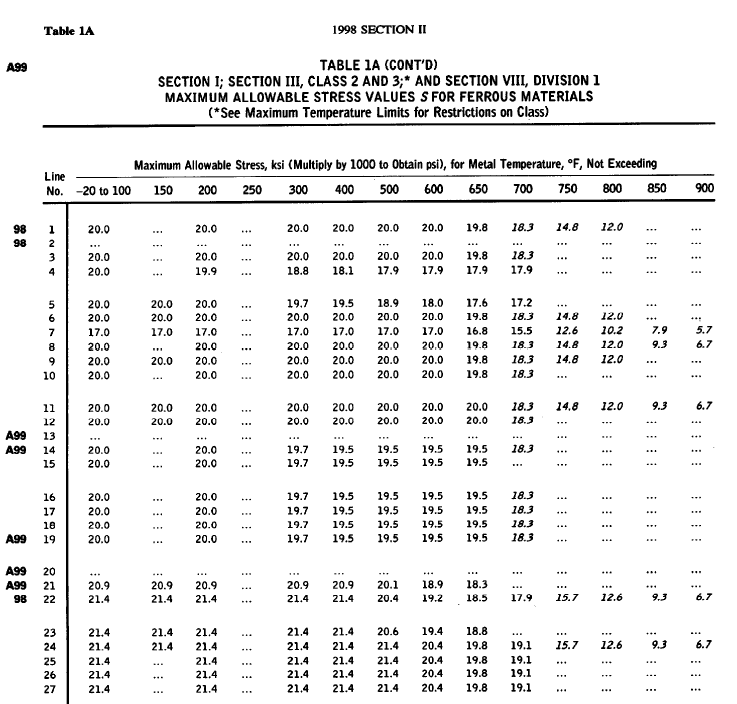 Table 1A 1998 SECTION II
A99 TABLE 1A (CONT'D)
SECTION I; SECTION III, CLASS 2 AND 3;* AND SECTION VIII, DIVISION 1
MAXIMUM ALLOWABLE STRESS VALUES S FOR FERROUS MATERIALS
(*See Maximum Temperature Limits for Restrictions on Class)
Maximum Allowable Stress, ksi (Multiply by 1000 to Obtain psi), for Metal Temperature, °F, Not Exceeding
Line
No. −20 to 100 150 200 250 300 400 500 600 650 700 750 800 850 900
98 1 20.0 ... 20.0 ... 20.0 20.0 20.0 20.0 19.8 18.3 14.8 12.0 ... ...
98 2 ... ... ... ... ... ... ... ... ... ... ... ... ... ...
3 20.0 ... 20.0 ... 20.0 20.0 20.0 20.0 19.8 18.3 ... ... ... ...
4 20.0 ... 19.9 ... 18.8 18.1 17.9 17.9 17.9 17.9 ... ... ... ...
5 20.0 20.0 20.0 ... 19.7 19.5 18.9 18.0 17.6 17.2 ... ... ... ...
6 20.0 20.0 20.0 ... 20.0 20.0 20.0 20.0 19.8 18.3 14.8 12.0 ... ...
7 17.0 17.0 17.0 ... 17.0 17.0 17.0 17.0 16.8 15.5 12.6 10.2 7.9 5.7
8 20.0 ... 20.0 ... 20.0 20.0 20.0 20.0 19.8 18.3 14.8 12.0 9.3 6.7
9 20.0 20.0 20.0 ... 20.0 20.0 20.0 20.0 19.8 18.3 14.8 12.0 ... ...
10 20.0 ... 20.0 ... 20.0 20.0 20.0 20.0 19.8 18.3 ... ... ... ...
11 20.0 20.0 20.0 ... 20.0 20.0 20.0 20.0 20.0 18.3 14.8 12.0 9.3 6.7
12 20.0 20.0 20.0 ... 20.0 20.0 20.0 20.0 20.0 18.3 ... ... ... ...
A99 13 ... ... ... ... ... ... ... ... ... ... ... ... ... ...
A99 14 20.0 ... 20.0 ... 19.7 19.5 19.5 19.5 19.5 18.3 ... ... ... ...
15 20.0 ... 20.0 ... 19.7 19.5 19.5 19.5 19.5 ... ... ... ... ...
16 20.0 ... 20.0 ... 19.7 19.5 19.5 19.5 19.5 18.3 ... ... ... ...
17 20.0 ... 20.0 ... 19.7 19.5 19.5 19.5 19.5 18.3 ... ... ... ...
18 20.0 ... 20.0 ... 19.7 19.5 19.5 19.5 19.5 18.3 ... ... ... ...
A99 19 20.0 ... 20.0 ... 19.7 19.5 19.5 19.5 19.5 18.3 ... ... ... ...
A99 20 ... ... ... ... ... ... ... ... ... ... ... ... ... ...
A99 21 20.9 20.9 20.9 ... 20.9 20.9 20.1 18.9 18.3 ... ... ... ... ...
98 22 21.4 21.4 21.4 ... 21.4 21.4 20.4 19.2 18.5 17.9 15.7 12.6 9.3 6.7
23 21.4 21.4 21.4 ... 21.4 21.4 20.6 19.4 18.8 ... ... ... ... ...
24 21.4 21.4 21.4 ... 21.4 21.4 21.4 20.4 19.8 19.1 15.7 12.6 9.3 6.7
25 21.4 ... 21.4 ... 21.4 21.4 21.4 20.4 19.8 19.1 ... ... ... ...
26 21.4 ... 21.4 ... 21.4 21.4 21.4 20.4 19.8 19.1 ... ... ... ...
27 21.4 ... 21.4 ... 21.4 21.4 21.4 20.4 19.8 19.1 ... ... ... ...